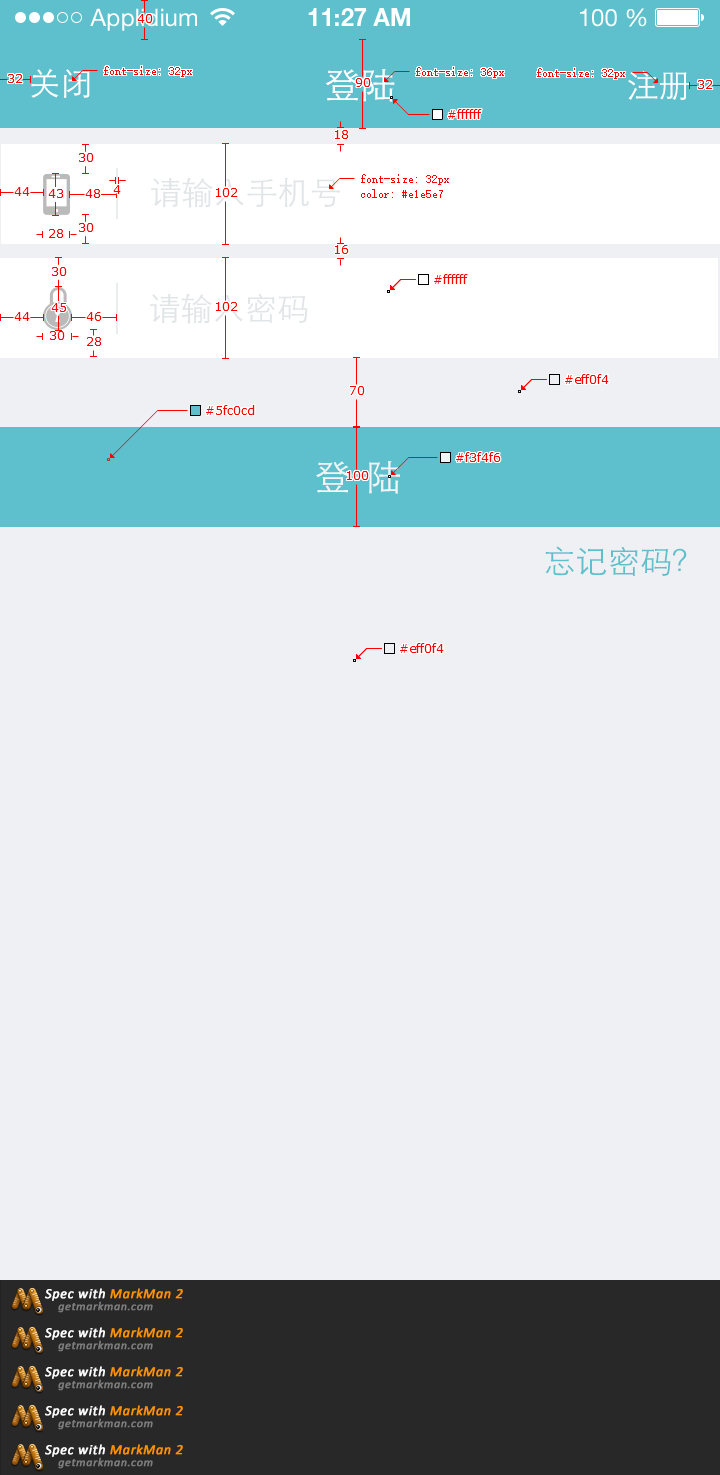 Applidium 40 11:27 AM 100 %
32 关闭 font-size: 32px 登陆 90 font-size: 36px font-size: 32px 注册 32
#ffffff
18
30
44 43 48 4 请输入手机号 102 font-size: 32px
color: #e1e5e7
28 30
16
30
#ffffff
44 45 46 请输入密码 102
30 28
#eff0f4
70
#5fc0cd
#f3f4f6
登 陆 100
忘记密码?
#eff0f4
Spec with MarkMan 2
getmarkman.com
Spec with MarkMan 2
getmarkman.com
Spec with MarkMan 2
getmarkman.com
Spec with MarkMan 2
getmarkman.com
Spec with MarkMan 2
getmarkman.com